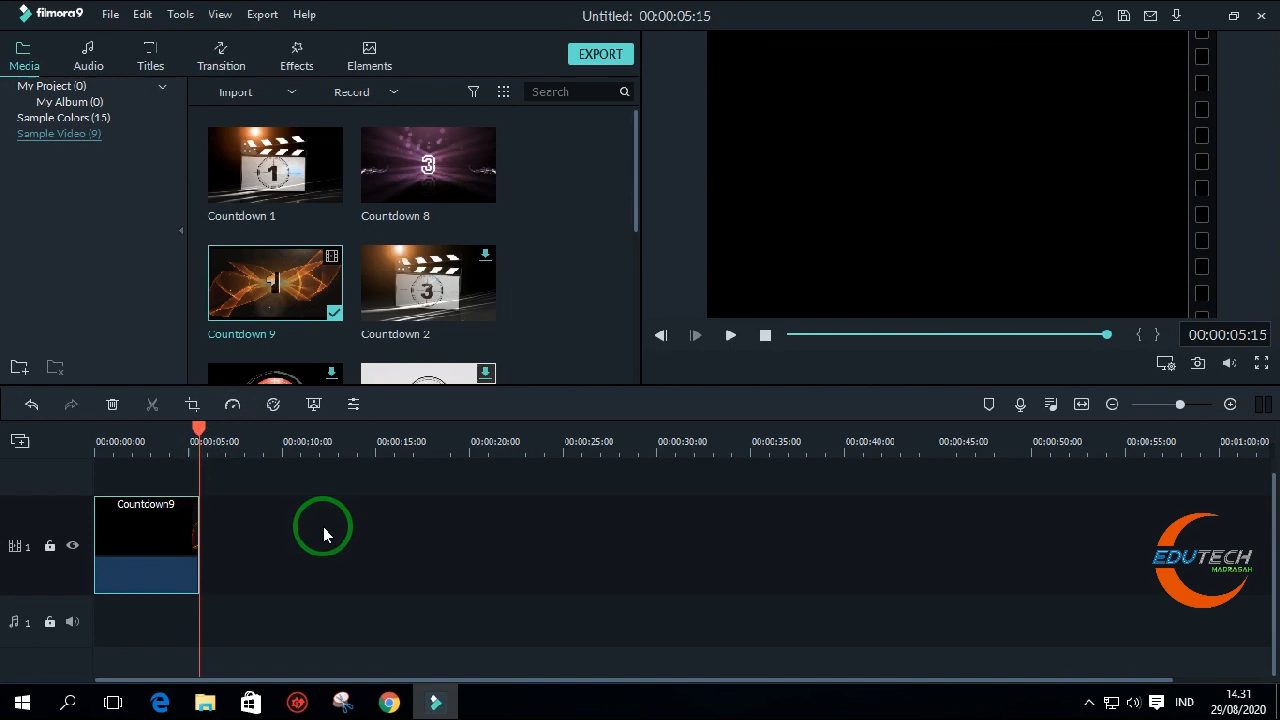 filmora9 File Edit Tools View Export Help Untitled: 00:00:05:15
Media Audio Titles Transition Effects Elements EXPORT
My Project (0)
My Album (0)
Sample Colors (15)
Sample Video (9)
Import Record Search
Countdown 1 Countdown 8
1 3
Countdown 9 Countdown 2
1 3
00:00:05:15
00:00:00:00 00:00:05:00 00:00:10:00 00:00:15:00 00:00:20:00 00:00:25:00 00:00:30:00 00:00:35:00 00:00:40:00 00:00:45:00 00:00:50:00 00:00:55:00 00:01:00:00
Countdown9
1
1
EDUTECH
MADRASAH
IND
14.31
29/08/2020